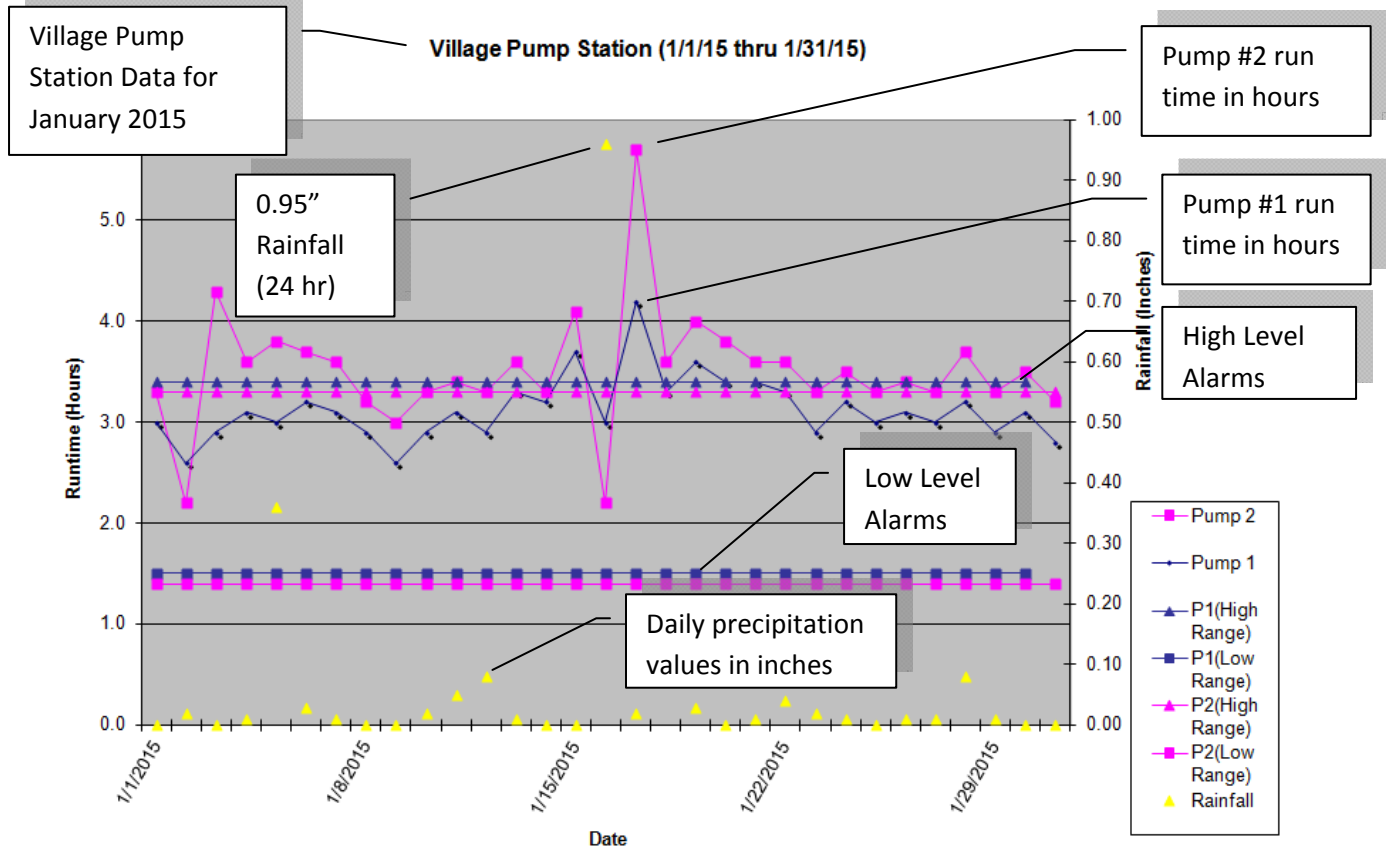 Village Pump
Station Data for
January 2015
Village Pump Station (1/1/15 thru 1/31/15)
Pump #2 run
time in hours
0.95”
Rainfall
(24 hr)
Pump #1 run
time in hours
High Level
Alarms
Low Level
Alarms
Daily precipitation
values in inches
Runtime (Hours)
5.0
4.0
3.0
2.0
1.0
0.0
Rainfall (Inches)
1.00
0.90
0.80
0.70
0.60
0.50
0.40
0.30
0.20
0.10
0.00
1/1/2015
1/8/2015
1/15/2015
1/22/2015
1/29/2015
Date
Pump 2
Pump 1
P1(High
Range)
P1(Low
Range)
P2(High
Range)
P2(Low
Range)
Rainfall